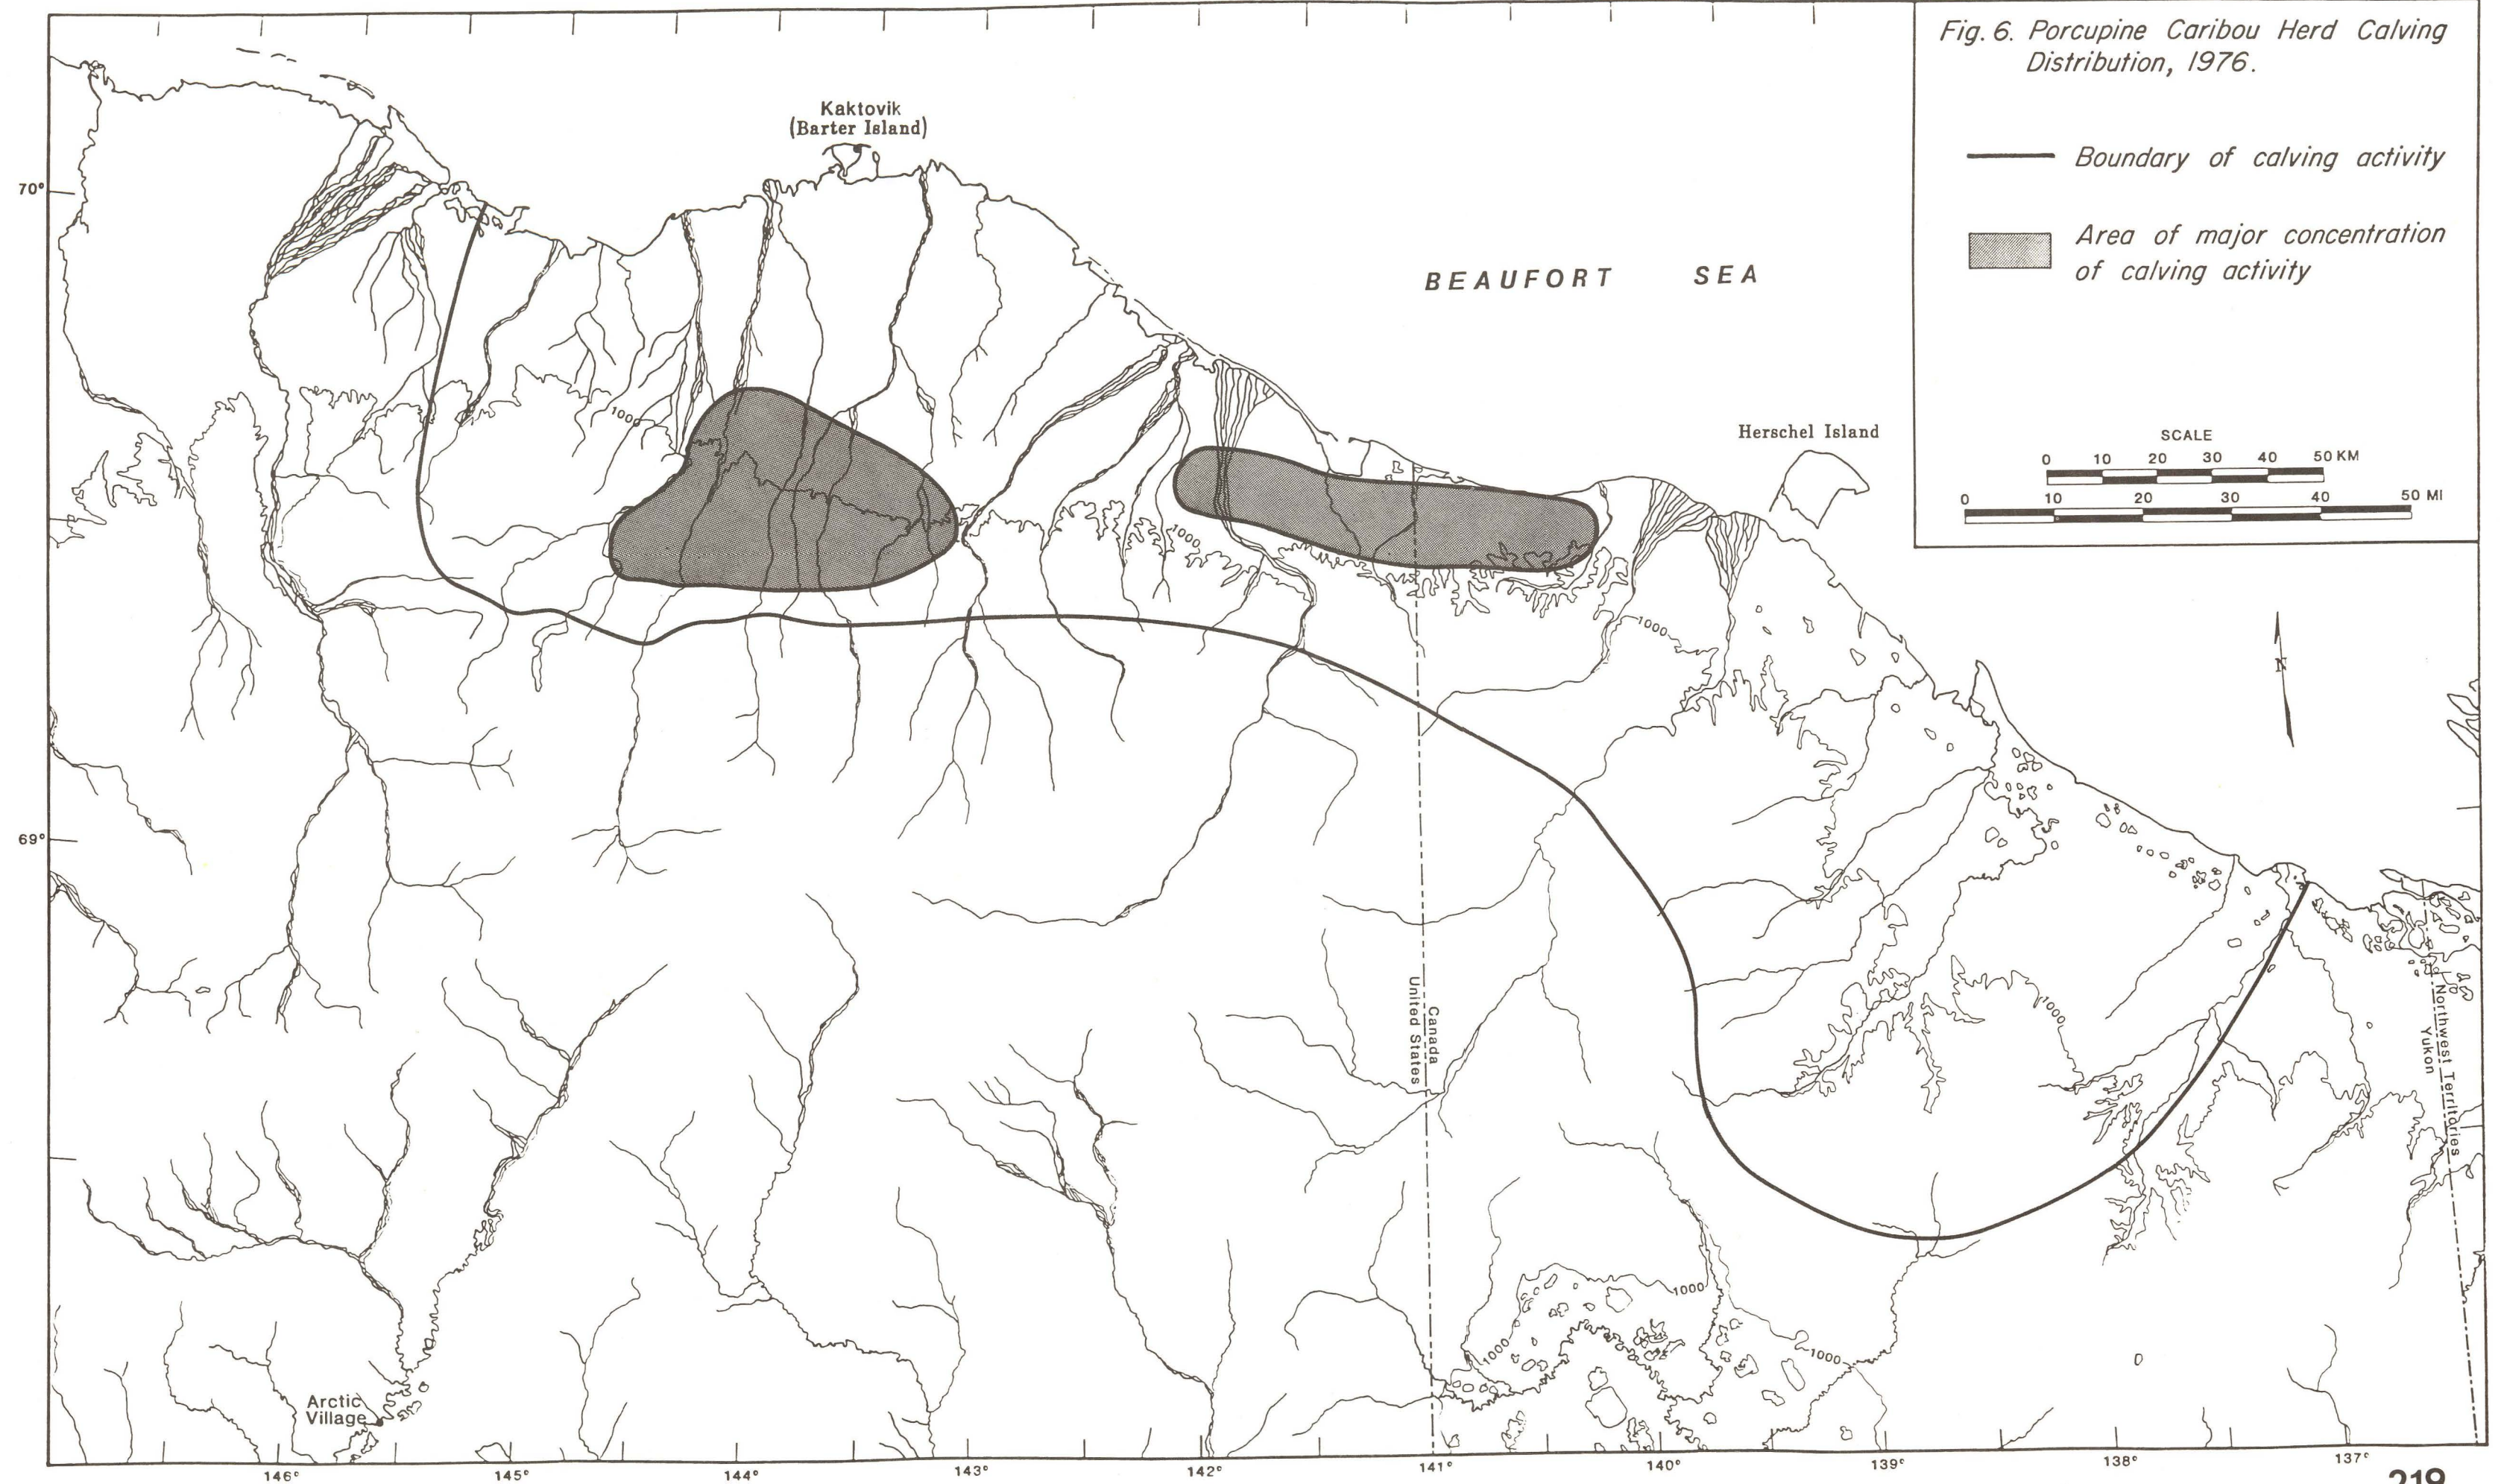 Fig. 6. Porcupine Caribou Herd Calving
Distribution, 1976.
Boundary of calving activity
Area of major concentration
of calving activity
SCALE
0 10 20 30 40 50 KM
0 10 20 30 40 50 MI
Kaktovik
(Barter Island)
70°
BEAUFORT SEA
1000
Herschel Island
1000
N
1000
69°
Canada
United States
1000
Northwest Territories
Yukon
1000
1000
1000
Arctic
Village
146° 145° 144° 143° 142° 141° 140° 139° 138° 137°
219